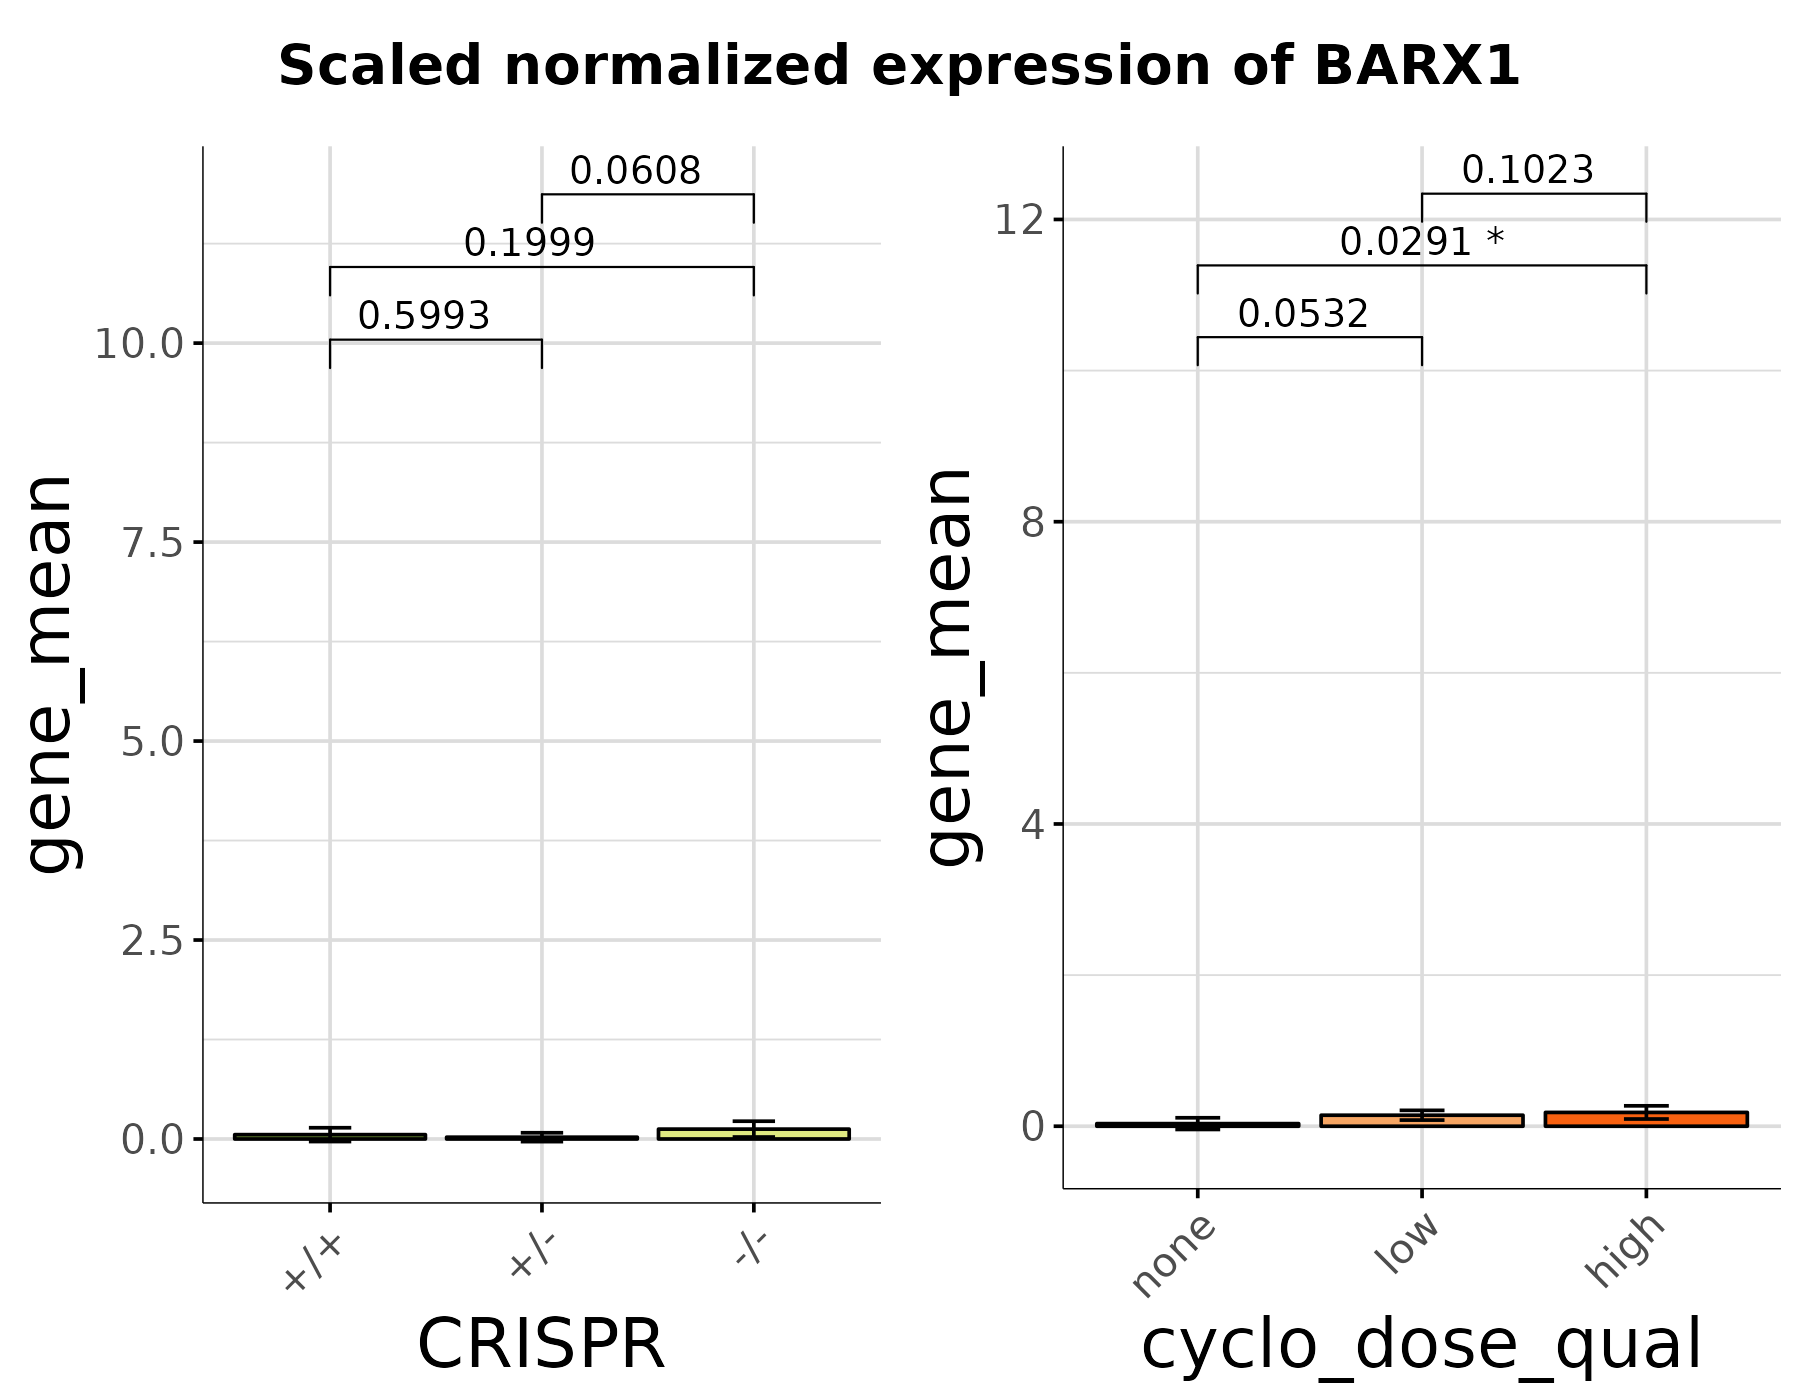 Scaled normalized expression of BARX1
gene_mean
10.0
7.5
5.0
2.5
0.0
0.0608
0.1999
0.5993
+/+
+/-
-/-
CRISPR
gene_mean
12
8
4
0
0.1023
0.0291 *
0.0532
none
low
high
cyclo_dose_qual